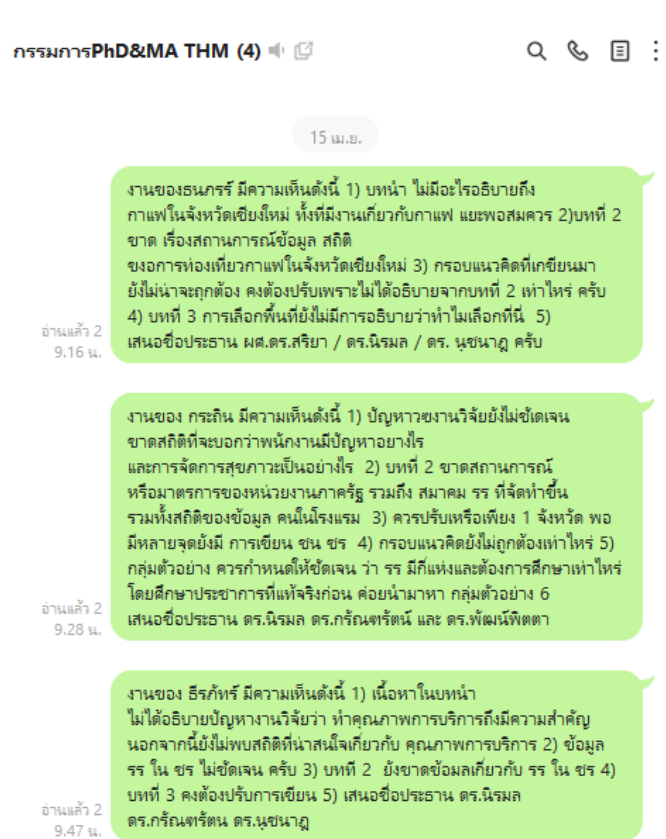 กรรมการPhD&MA THM (4)
15 เม.ย.
งานของธนภรร์ มีความเห็นดังนี้ 1) บทนำ ไม่มีอะไรอธิบายถึง
กาแฟในจังหวัดเชียงใหม่ ทั้งที่มีงานเกี่ยวกับกาแฟ แยะพอสมควร 2)บทที่ 2
ขาด เรื่องสถานการณ์ข้อมูล สถิติ
ขงอการท่องเที่ยวกาแฟในจังหวัดเชียงใหม่ 3) กรอบแนวคิดที่เกขียนมา
ยังไม่น่าจะถูกต้อง คงต้องปรับเพราะไม่ได้อธิบายจากบทที่ 2 เท่าไหร่ ครับ
4) บทที่ 3 การเลือกพื้นที่ยังไม่มีการอธิบายว่าทำไมเลือกที่นี่ 5)
เสนอชื่อประธาน ผศ.ดร.สริยา / ดร.นิรมล / ดร. นุชนาฎ ครับ
อ่านแล้ว 2
9.16 น.
งานของ กระถิน มีความเห็นดังนี้ 1) ปัญหาวฃงานวิจัยยังไม่ชัดเจน
ขาดสถิติที่จะบอกว่าพนักงานมีปัญหาอยางไร
และการจัดการสุขภาวะเป็นอย่างไร 2) บทที่ 2 ขาดสถานการณ์
หรือมาตรการของหน่วยงานภาครัฐ รวมถึง สมาคม รร ที่จัดทำขึ้น
รวมทั้งสถิติของข้อมูล คนในโรงแรม 3) ควรปรับเหรือเพียง 1 จังหวัด พอ
มีหลายจุดยังมี การเขียน ชน ชร 4) กรอบแนวคิดยังไม่ถูกต้องเท่าไหร่ 5)
กลุ่มตัวอย่าง ควรกำหนดให้ชัดเจน ว่า รร มีกี่แห่งและต้องการศึกษาเท่าไหร่
โดยศึกษาประชาการที่แท้จริงก่อน ค่อยนำมาหา กลุ่มตัวอย่าง 6
เสนอชื่อประธาน ดร.นิรมล ดร.กรัณฑรัตน์ และ ดร.พัฒน์พิตตา
อ่านแล้ว 2
9.28 น.
งานของ ธีรภัทร์ มีความเห็นดังนี้ 1) เนื้อหาในบทนำ
ไม่ได้อธิบายปัญหางานวิจัยว่า ทำคุณภาพการบริการถึงมีความสำคัญ
นอกจากนี้ยังไม่พบสถิติที่น่าสนใจเกี่ยวกับ คุณภาพการบริการ 2) ข้อมูล
รร ใน ชร ไม่ชัดเจน ครับ 3) บทที 2 ยังขาดข้อมลเกี่ยวกับ รร ใน ชร 4)
บทที่ 3 คงต้องปรับการเขียน 5) เสนอชื่อประธาน ดร.นิรมล
ดร.กรัณฑรัตน ดร.นุชนาฎ
อ่านแล้ว 2
9.47 น.